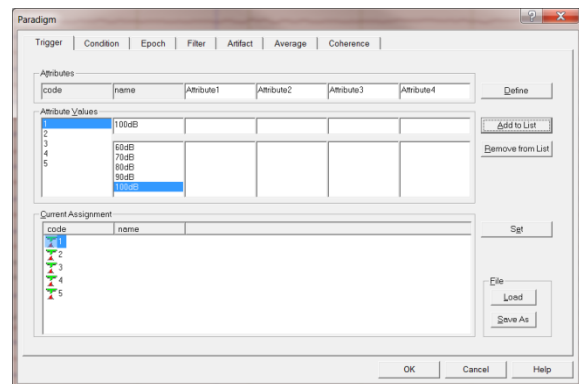 Paradigm
Trigger Condition Epoch Filter Artifact Average Coherence
Attributes
code name Attribute1 Attribute2 Attribute3 Attribute4 Define
Attribute Values
1 100dB Add to List
2
3 60dB Remove from List
4 70dB
5 80dB
90dB
100dB
Current Assignment
code name Set
1
2
3
4
5
File
Load
Save As
OK Cancel Help